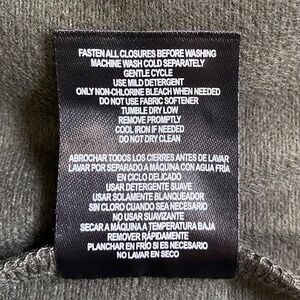 FASTEN ALL CLOSURES BEFORE WASHING
MACHINE WASH COLD SEPARATELY
GENTLE CYCLE
USE MILD DETERGENT
ONLY NON-CHLORINE BLEACH WHEN NEEDED
DO NOT USE FABRIC SOFTENER
TUMBLE DRY LOW
REMOVE PROMPTLY
COOL IRON IF NEEDED
DO NOT DRY CLEAN
ABROCHAR TODOS LOS CIERRES ANTES DE LAVAR
LAVAR POR SEPARADO A MÁQUINA CON AGUA FRÍA
EN CICLO DELICADO
USAR DETERGENTE SUAVE
USAR SOLAMENTE BLANQUEADOR
SIN CLORO CUANDO SEA NECESARIO
NO USAR SUAVIZANTE
SECAR A MÁQUINA A TEMPERATURA BAJA
REMOVER RÁPIDAMENTE
PLANCHAR EN FRÍO SI ES NECESARIO
NO LAVAR EN SECO